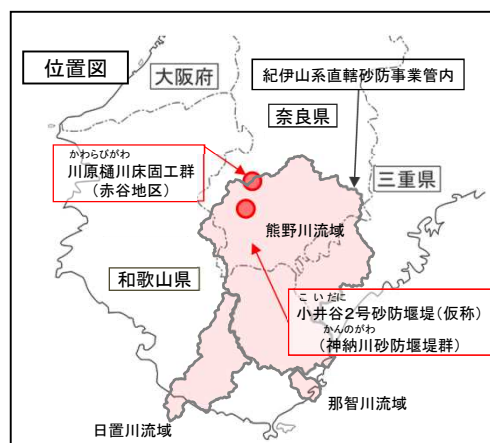 位置図
大阪府
紀伊山系直轄砂防事業管内
奈良県
かわらびがわ
川原樋川床固工群
(赤谷地区)
三重県
熊野川流域
和歌山県
こいだに
小井谷2号砂防堰堤(仮称)
かんのがわ
(神納川砂防堰堤群)
那智川流域
日置川流域